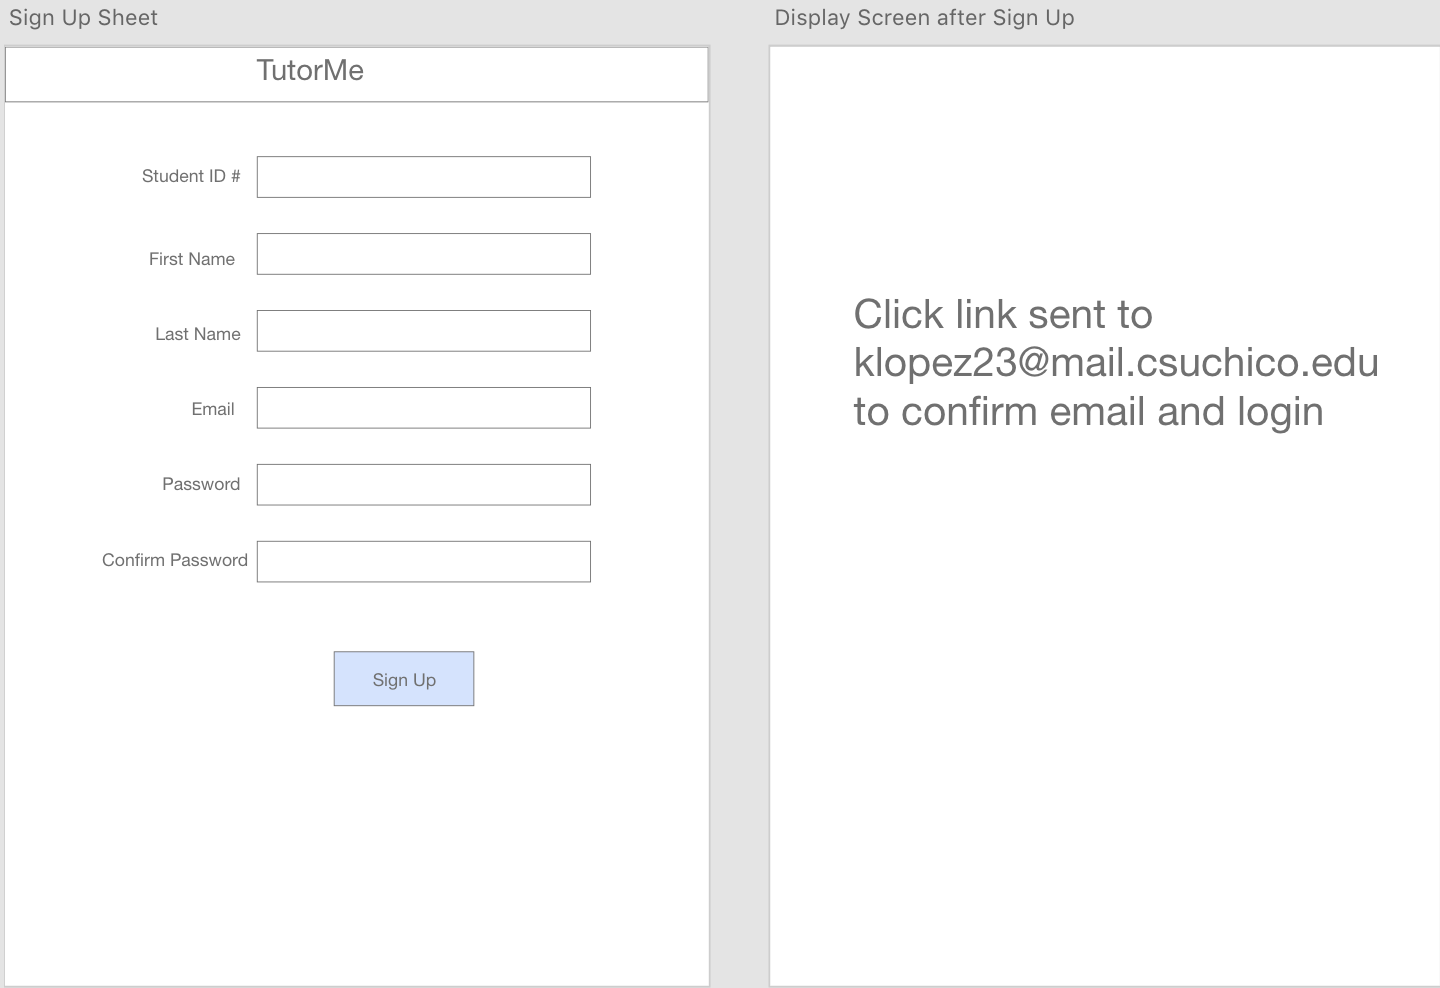 Sign Up Sheet
TutorMe
Student ID #
First Name
Last Name
Email
Password
Confirm Password
Sign Up
Display Screen after Sign Up
Click link sent to
klopez23@mail.csuchico.edu
to confirm email and login